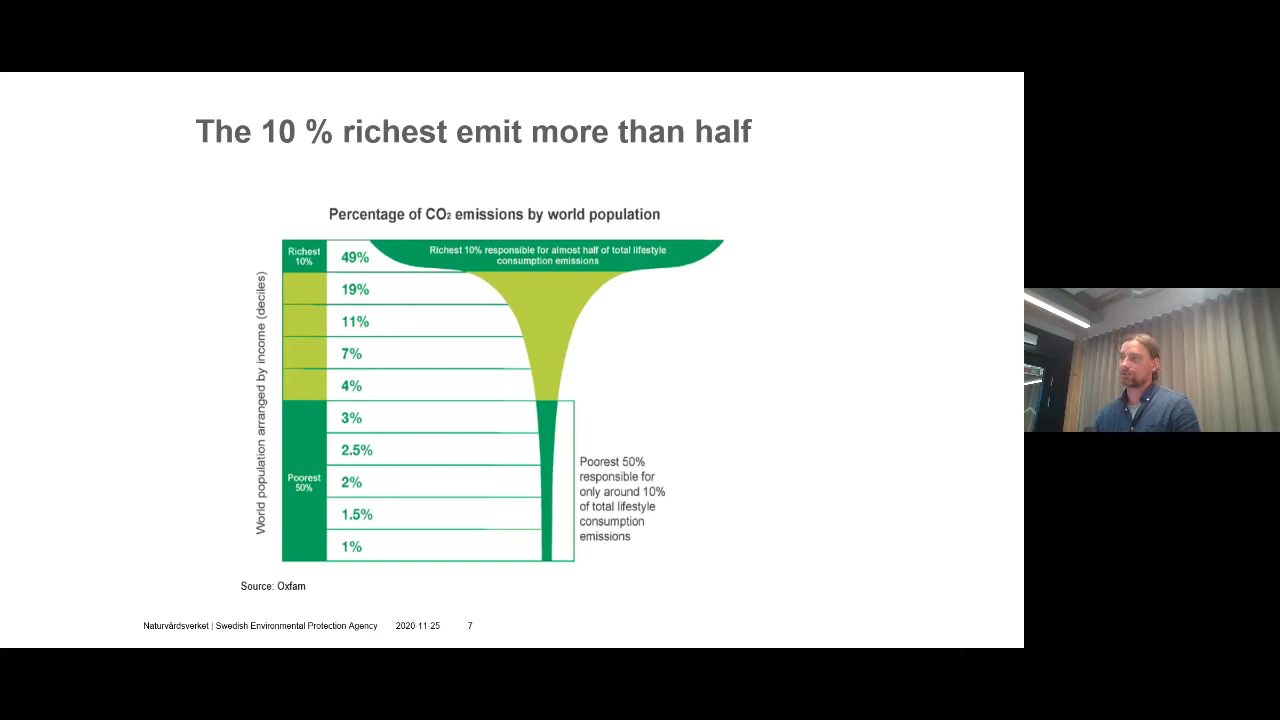 The 10 % richest emit more than half
Percentage of CO₂ emissions by world population
World population arranged by income (deciles)
Richest
10%
49%
Richest 10% responsible for almost half of total lifestyle
consumption emissions
19%
11%
7%
4%
3%
2.5%
Poorest
50%
2%
1.5%
1%
Poorest 50%
responsible for
only around 10%
of total lifestyle
consumption
emissions
Source: Oxfam
Naturvårdsverket | Swedish Environmental Protection Agency 2020-11-25 7